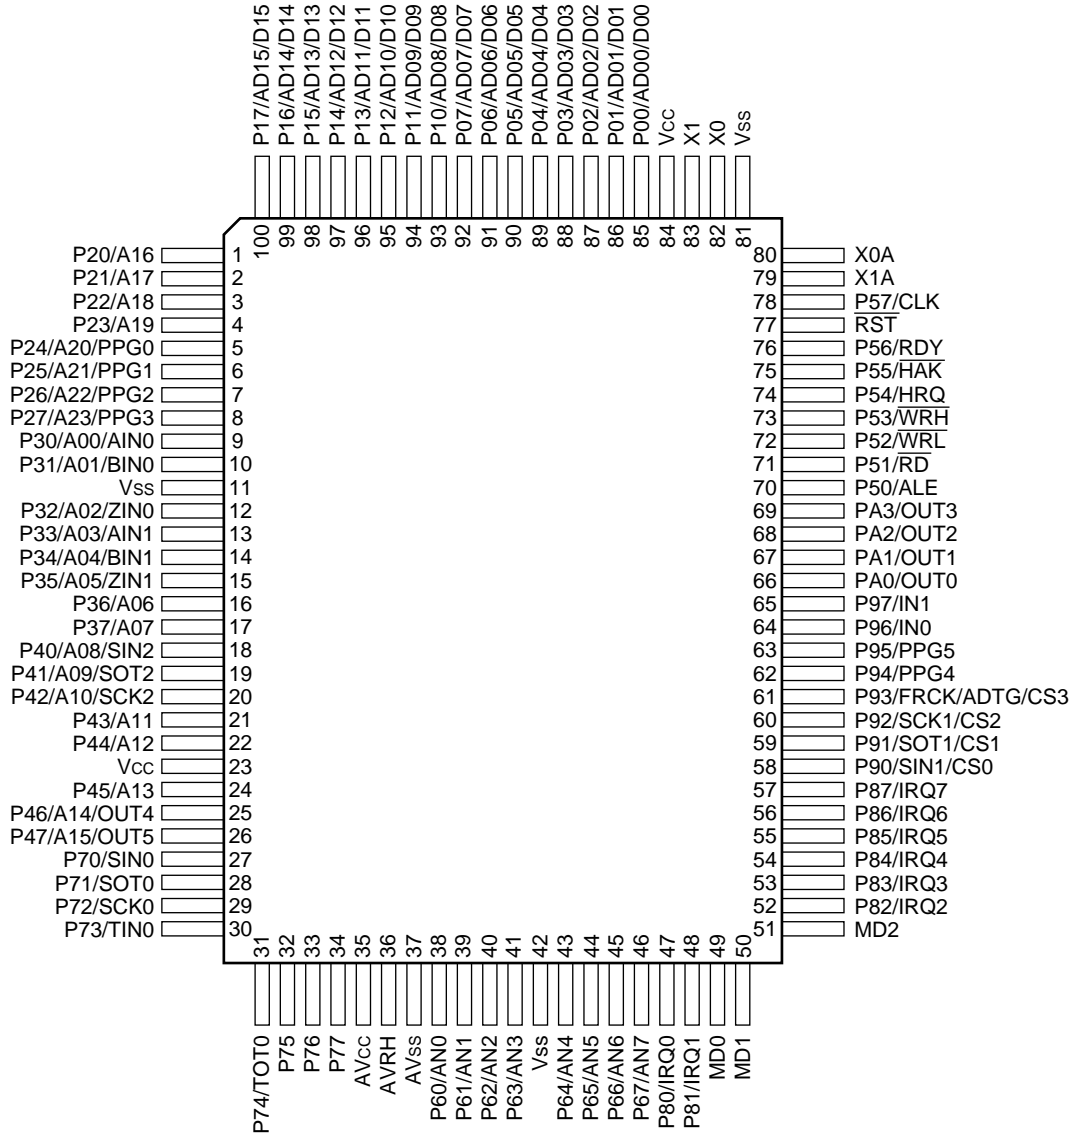 P17/AD15/D15
P16/AD14/D14
P15/AD13/D13
P14/AD12/D12
P13/AD11/D11
P12/AD10/D10
P11/AD09/D09
P10/AD08/D08
P07/AD07/D07
P06/AD06/D06
P05/AD05/D05
P04/AD04/D04
P03/AD03/D03
P02/AD02/D02
P01/AD01/D01
P00/AD00/D00
Vcc
X1
X0
Vss
100
99
98
97
96
95
94
93
92
91
90
89
88
87
86
85
84
83
82
81
P20/A16 1
P21/A17 2
P22/A18 3
P23/A19 4
P24/A20/PPG0 5
P25/A21/PPG1 6
P26/A22/PPG2 7
P27/A23/PPG3 8
P30/A00/AIN0 9
P31/A01/BIN0 10
Vss 11
P32/A02/ZIN0 12
P33/A03/AIN1 13
P34/A04/BIN1 14
P35/A05/ZIN1 15
P36/A06 16
P37/A07 17
P40/A08/SIN2 18
P41/A09/SOT2 19
P42/A10/SCK2 20
P43/A11 21
P44/A12 22
Vcc 23
P45/A13 24
P46/A14/OUT4 25
P47/A15/OUT5 26
P70/SIN0 27
P71/SOT0 28
P72/SCK0 29
P73/TIN0 30
80 X0A
79 X1A
78 P57/CLK
77 RST
76 P56/RDY
75 P55/HAK
74 P54/HRQ
73 P53/WRH
72 P52/WRL
71 P51/RD
70 P50/ALE
69 PA3/OUT3
68 PA2/OUT2
67 PA1/OUT1
66 PA0/OUT0
65 P97/IN1
64 P96/IN0
63 P95/PPG5
62 P94/PPG4
61 P93/FRCK/ADTG/CS3
60 P92/SCK1/CS2
59 P91/SOT1/CS1
58 P90/SIN1/CS0
57 P87/IRQ7
56 P86/IRQ6
55 P85/IRQ5
54 P84/IRQ4
53 P83/IRQ3
52 P82/IRQ2
51 MD2
31
32
33
34
35
36
37
38
39
40
41
42
43
44
45
46
47
48
49
50
P74/TOT0
P75
P76
P77
AVcc
AVRH
AVss
P60/AN0
P61/AN1
P62/AN2
P63/AN3
Vss
P64/AN4
P65/AN5
P66/AN6
P67/AN7
P80/IRQ0
P81/IRQ1
MD0
MD1